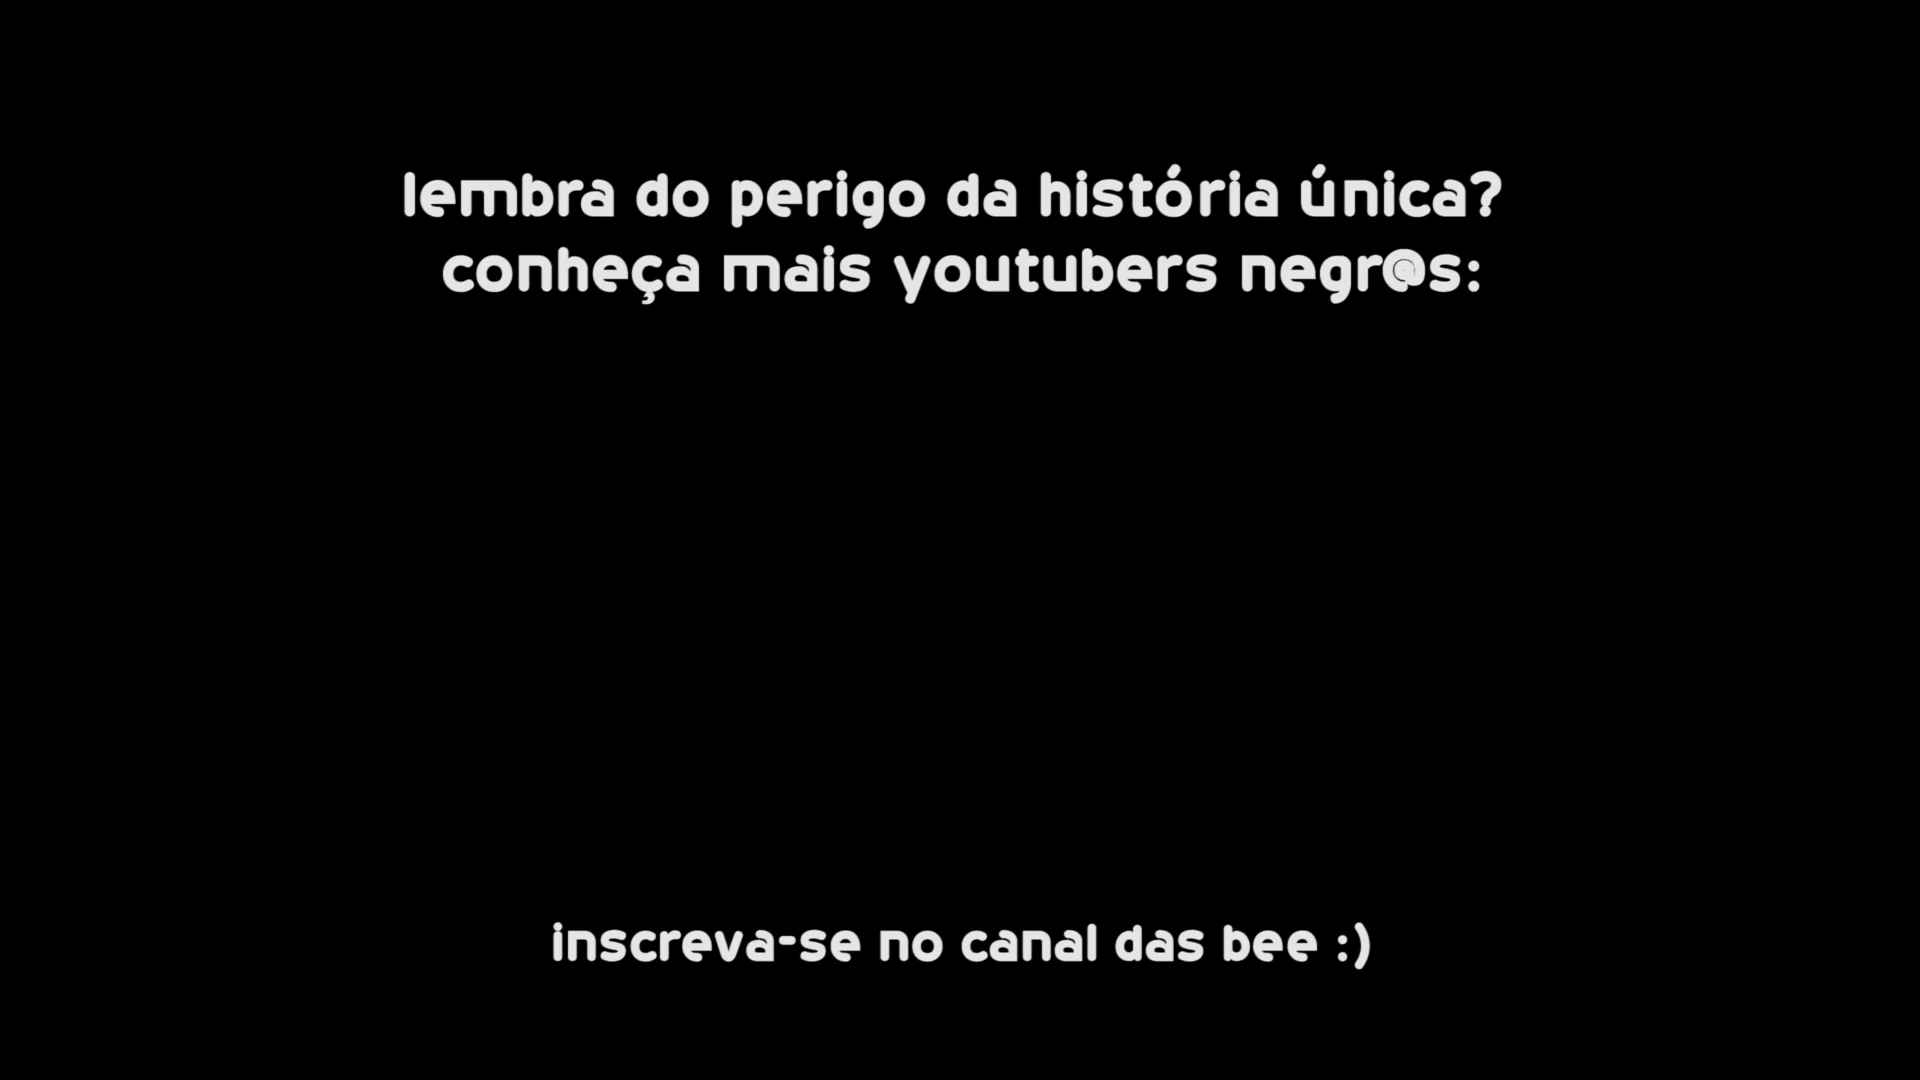 lembra do perigo da história única?
conheça mais youtubers negr@s:
inscreva-se no canal das bee :)